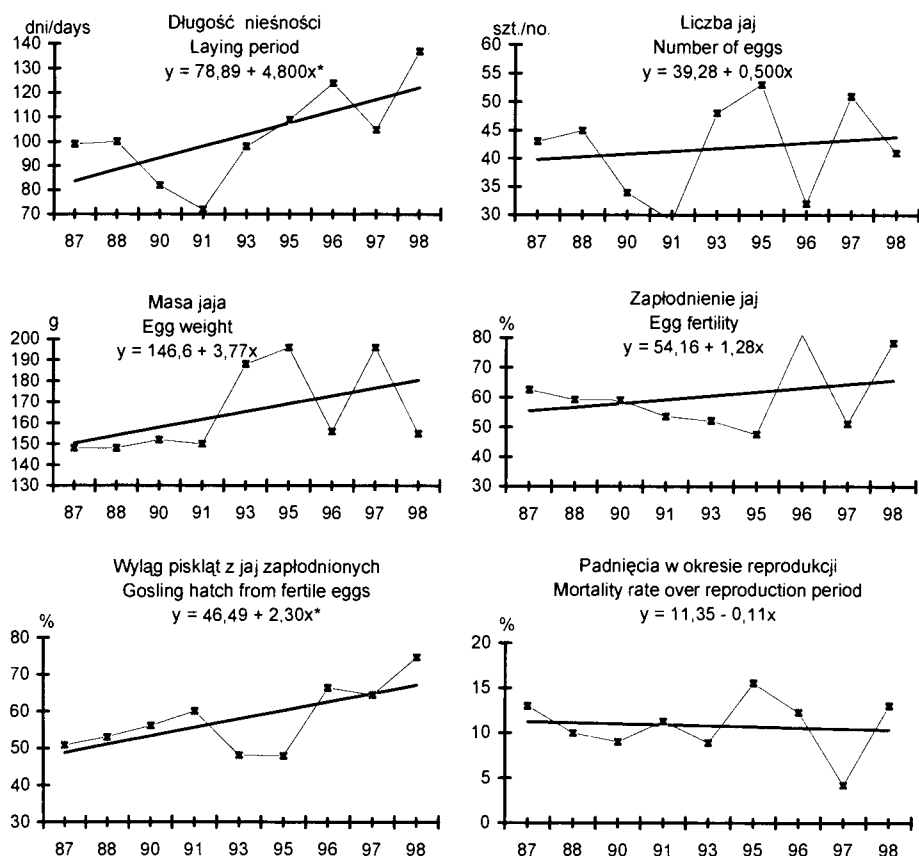 dni/days
Długość nieśności
Laying period
y = 78,89 + 4,800x*
140
130
120
110
100
90
80
70
87 88 90 91 93 95 96 97 98
szt./no.
Liczba jaj
Number of eggs
y = 39,28 + 0,500x
60
55
50
45
40
35
30
87 88 90 91 93 95 96 97 98
g
Masa jaja
Egg weight
y = 146,6 + 3,77x
200
190
180
170
160
150
140
130
87 88 90 91 93 95 96 97 98
%
Zapłodnienie jaj
Egg fertility
y = 54,16 + 1,28x
80
70
60
50
40
30
87 88 90 91 93 95 96 97 98
Wyląg piskląt z jaj zapłodnionych
Gosling hatch from fertile eggs
y = 46,49 + 2,30x*
%
80
70
60
50
40
30
87 88 90 91 93 95 96 97 98
Padnięcia w okresie reprodukcji
Mortality rate over reproduction period
y = 11,35 - 0,11x
%
20
15
10
5
0
87 88 90 91 93 95 96 97 98